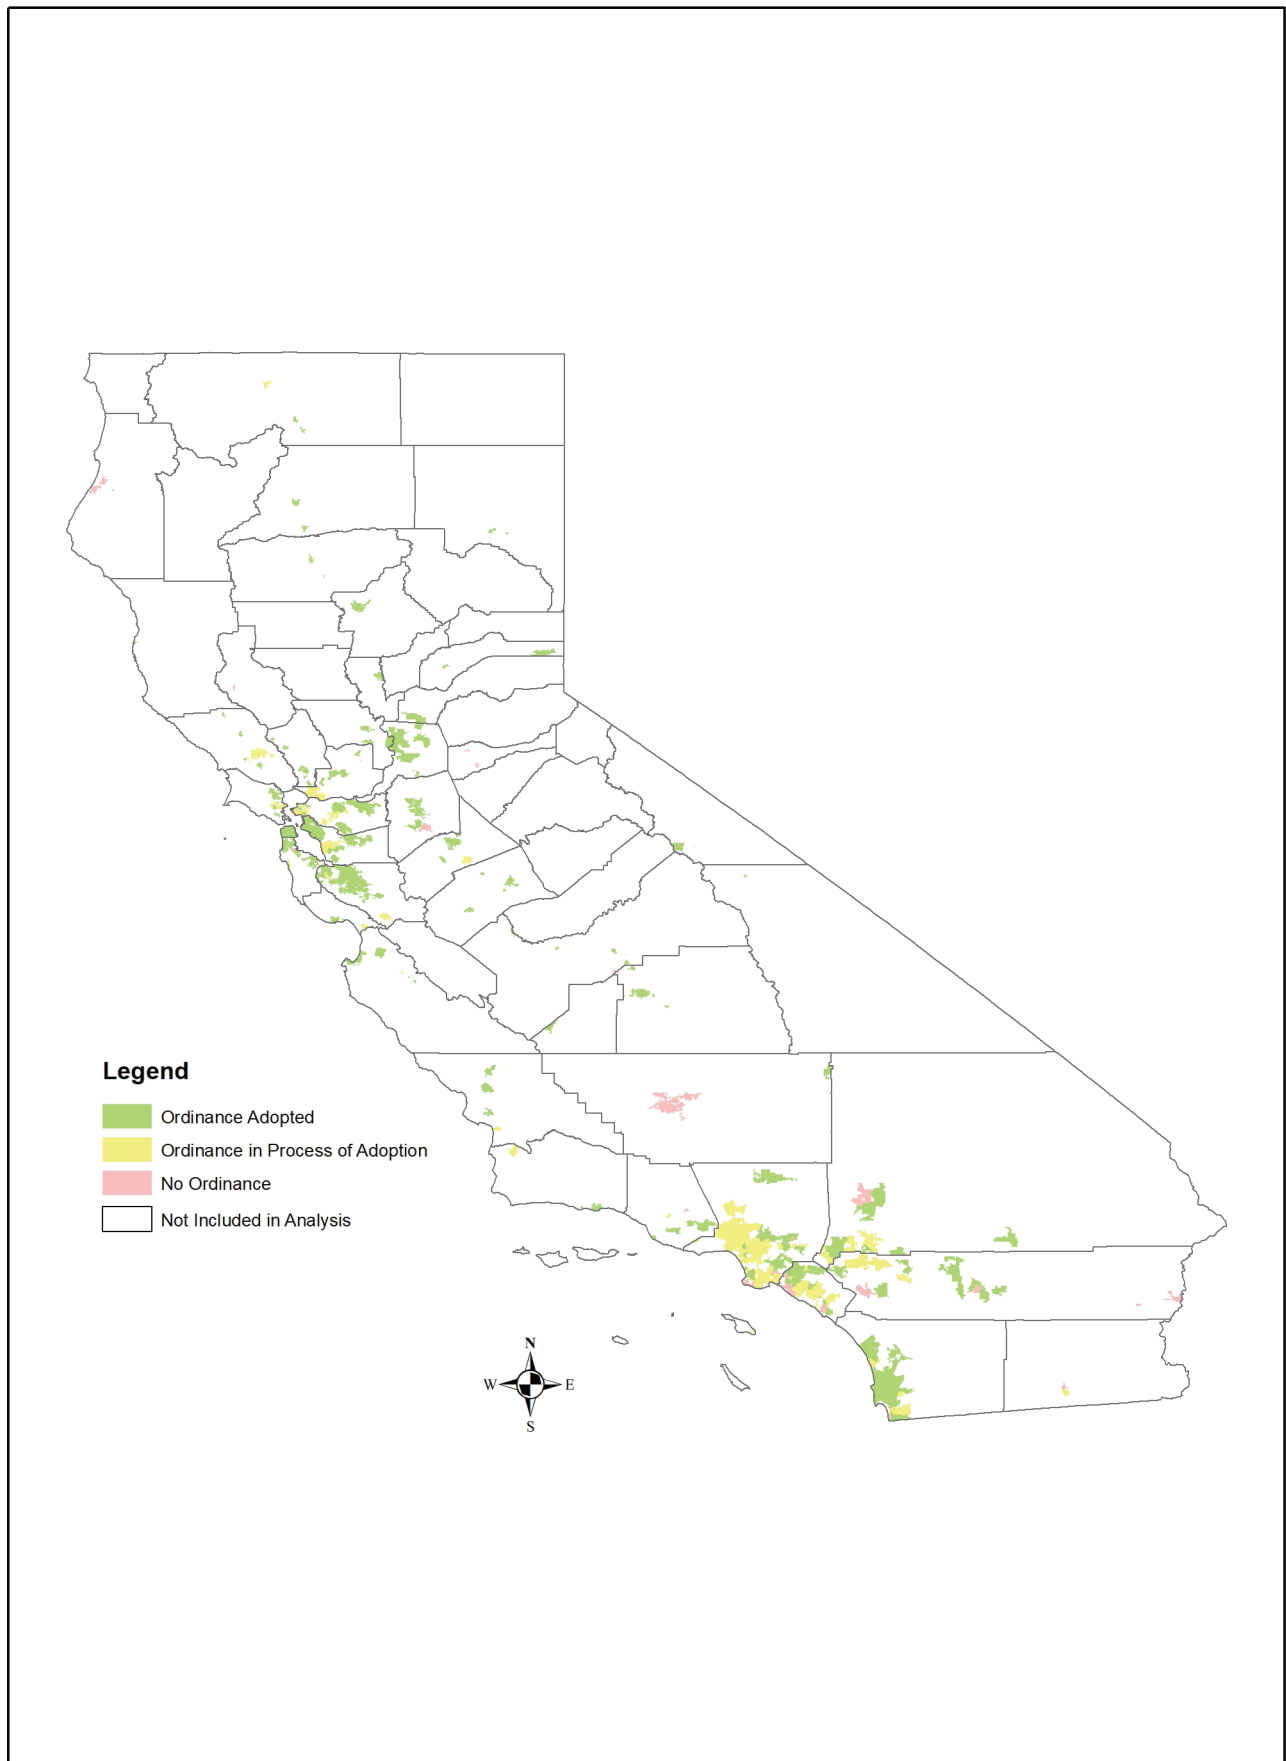 Legend
Ordinance Adopted
Ordinance in Process of Adoption
No Ordinance
Not Included in Analysis
N
W E
S